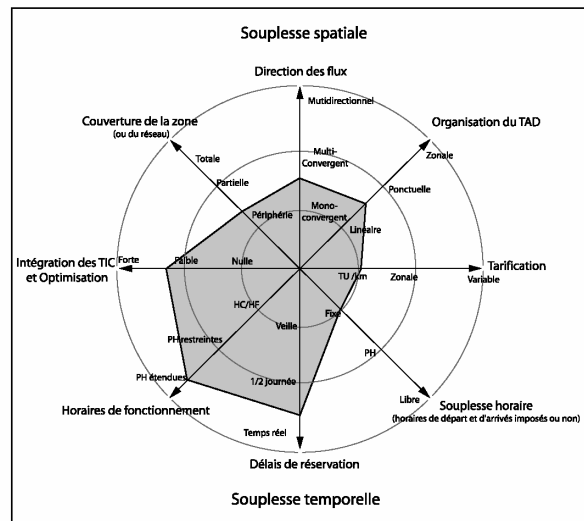 Souplesse spatiale
Direction des flux
Mutidirectionnel
Couverture de la zone
(ou du réseau)
Organisation du TAD
Totale
Multi-
Convergent
Zonale
Partielle
Ponctuelle
Périphérie
Mono-
convergent
Linéaire
Intégration des TIC
et Optimisation
Forte
Faible
Nulle
TU /km
Zonale
Variable
Tarification
HC/HF
Veille
Fixe
PH restreintes
PH
PH étendues
1/2 journée
Libre
Horaires de fonctionnement
Souplesse horaire
(horaires de départ et d'arrivés imposés ou non)
Temps réel
Délais de réservation
Souplesse temporelle